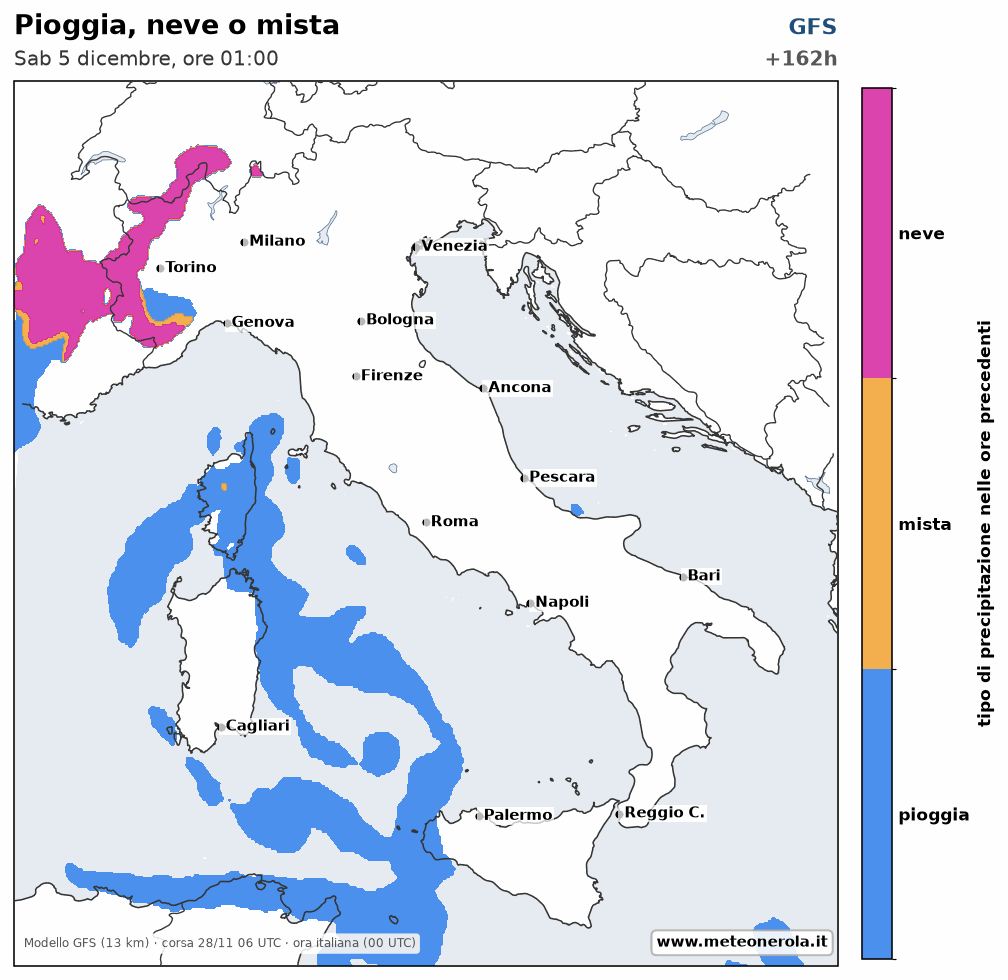 Pioggia, neve o mista
GFS
Sab 5 dicembre, ore 01:00
+162h
neve
Milano
Venezia
Torino
Genova
Bologna
Firenze
Ancona
Pescara
Roma
mista
tipo di precipitazione nelle ore precedenti
Bari
Napoli
Cagliari
Palermo
Reggio C.
pioggia
Modello GFS (13 km) · corsa 28/11 06 UTC · ora italiana (00 UTC)
www.meteonerola.it